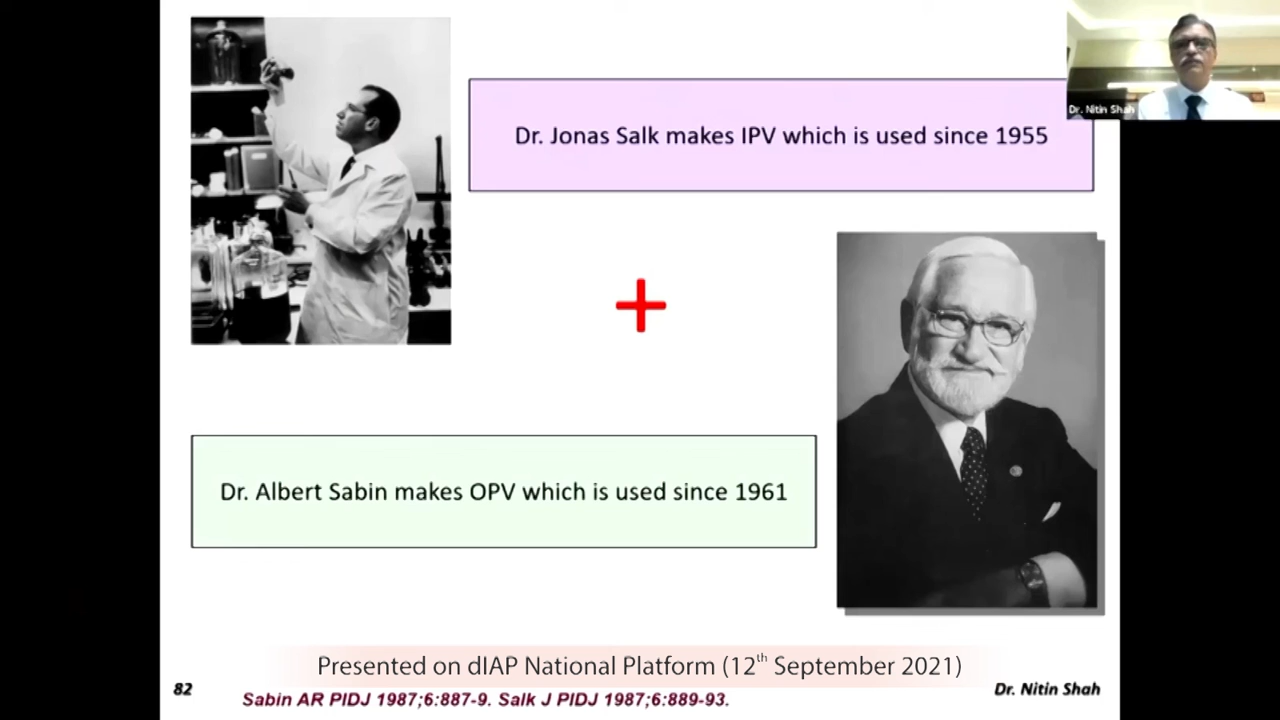 Dr. Nitin Shah
Dr. Jonas Salk makes IPV which is used since 1955
+
Dr. Albert Sabin makes OPV which is used since 1961
Presented on dIAP National Platform (12th September 2021)
82
Sabin AR PIDJ 1987;6:887-9. Salk J PIDJ 1987;6:889-93.
Dr. Nitin Shah